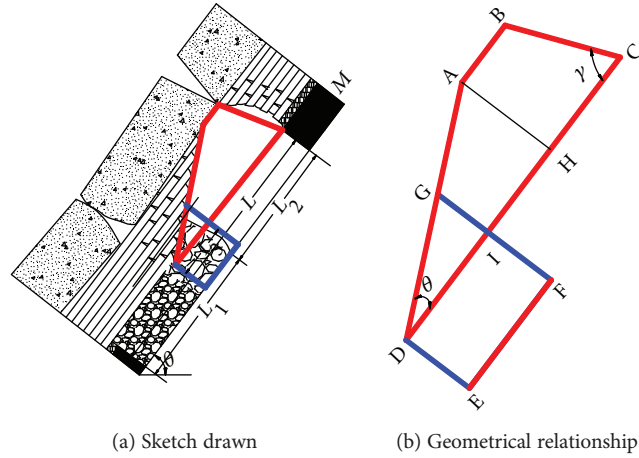 M
L
L2
L1
θ
(a) Sketch drawn
B
C
A
γ
H
G
I
θ
F
D
E
(b) Geometrical relationship